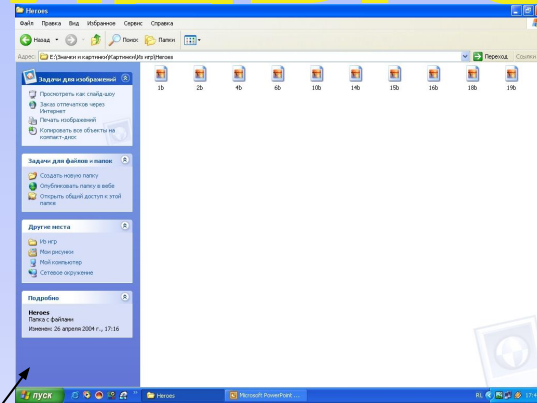 Heroes
Файл Правка Вид Избранное Сервис Справка
Назад Поиск Папки
Адрес: E:\Значки и картинки\Картинки\Из игр\Heroes Переход Ссылки
Задачи для изображений
Просмотреть как слайд-шоу
Заказ отпечатков через
Интернет
Печать изображений
Копировать все объекты на
компакт-диск
Задачи для файлов и папок
Создать новую папку
Опубликовать папку в вебе
Открыть общий доступ к этой
папке
Другие места
Из игр
Мои рисунки
Мой компьютер
Сетевое окружение
Подробно
Heroes
Папка с файлами
Изменен: 26 апреля 2004 г., 17:16
1b 2b 4b 6b 10b 14b 15b 16b 18b 19b
пуск Heroes Microsoft PowerPoint ... RL